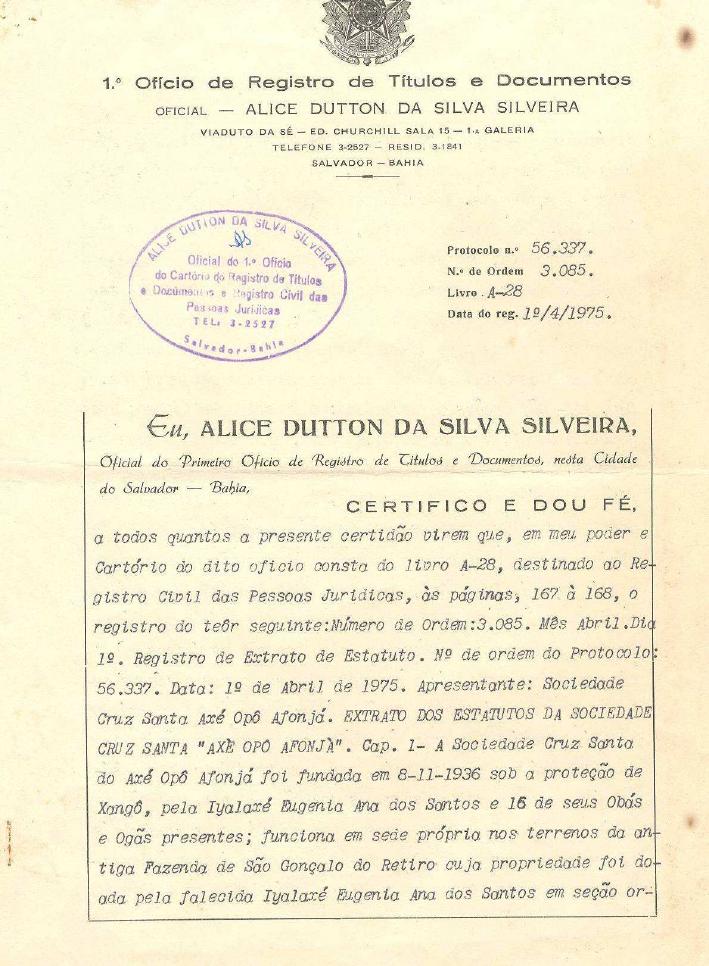 1.º Ofício de Registro de Títulos e Documentos
OFICIAL — ALICE DUTTON DA SILVA SILVEIRA
VIADUTO DA SÉ — ED. CHURCHILL SALA 15 — 1.A GALERIA
TELEFONE 3-2527 — RESID. 3-1841
SALVADOR — BAHIA
ALICE DUTTON DA SILVA SILVEIRA
Oficial do 1.º Ofício
do Cartório do Registro de Títulos
e Documentos e Registro Civil das
Pessoas Jurídicas
TEL: 3-2527
Salvador-Bahia
Protocolo n.º 56.337.
N.º de Ordem 3.085.
Livro A-28
Data do reg. 1º/4/1975.
Eu, ALICE DUTTON DA SILVA SILVEIRA,
Oficial do Primeiro Ofício de Registro de Titulos e Documentos, nesta Cidade
do Salvador — Bahia,
CERTIFICO E DOU FÉ,
a todos quantos a presente certidão virem que, em meu poder e
Cartório do dito oficio consta do livro A-28, destinado ao Re-
gistro Civil das Pessoas Juridicas, às páginas, 167 à 168, o
registro do teôr seguinte:Número de Ordem:3.085. Mês Abril.Dia
1º. Registro de Extrato de Estatuto. Nº de ordem do Protocolo:
56.337. Data: 1º de Abril de 1975. Apresentante: Sociedade
Cruz Santa Axé Opô Afonjá. EXTRATO DOS ESTATUTOS DA SOCIEDADE
CRUZ SANTA "AXÈ OPO AFONJÀ". Cap. 1- A Sociedade Cruz Santa
do Axé Opô Afonjá foi fundada em 8-11-1936 sob a proteção de
Xangô, pela Iyalaxé Eugenia Ana dos Santos e 16 de seus Obás
e Ogãs presentes; funciona em sede própria nos terrenos da an-
tiga Fazenda de São Gonçalo do Retiro cuja propriedade foi do-
ada pela falecida Iyalaxé Eugenia Ana dos Santos em seção or-